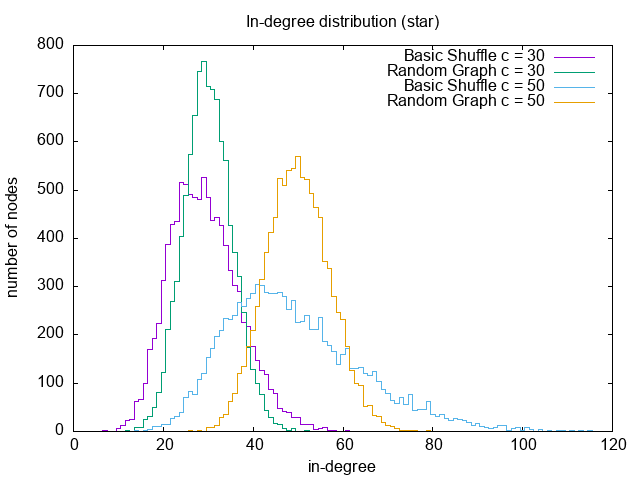 In-degree distribution (star)
800
700
600
500
400
300
200
100
0
number of nodes
Basic Shuffle c = 30
Random Graph c = 30
Basic Shuffle c = 50
Random Graph c = 50
0 20 40 60 80 100 120
in-degree